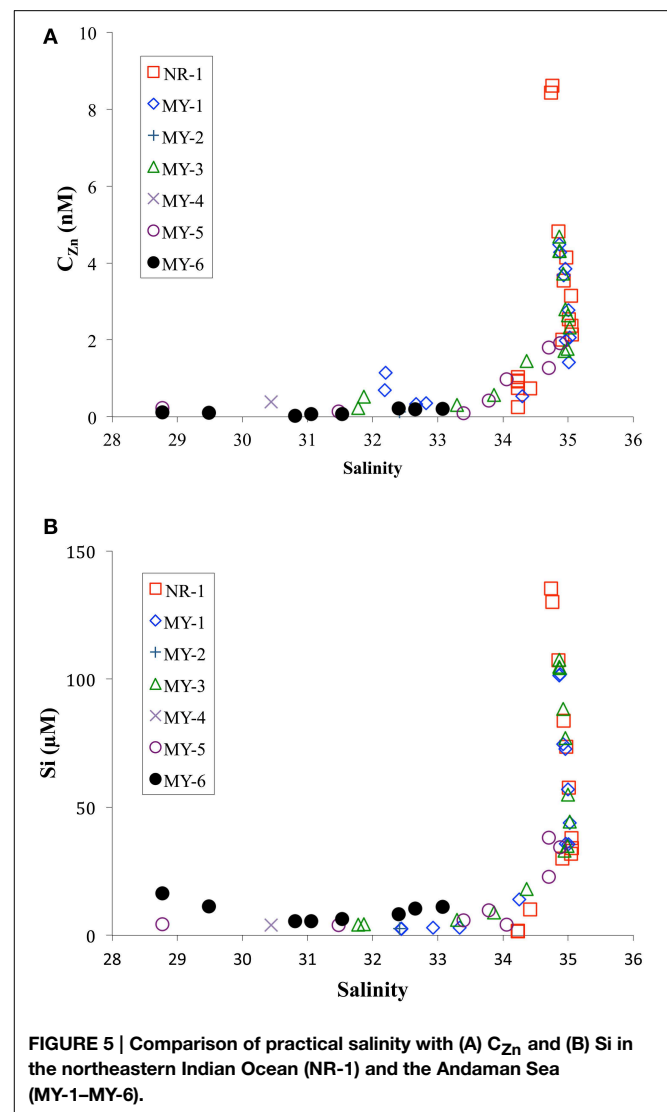 A
10
8
6
4
2
0
C_Zn (nM)
NR-1
MY-1
MY-2
MY-3
MY-4
MY-5
MY-6
28 29 30 31 32 33 34 35 36
Salinity
B
150
100
50
0
Si (μM)
NR-1
MY-1
MY-2
MY-3
MY-4
MY-5
MY-6
28 29 30 31 32 33 34 35 36
Salinity
FIGURE 5 | Comparison of practical salinity with (A) C_Zn and (B) Si in
the northeastern Indian Ocean (NR-1) and the Andaman Sea
(MY-1–MY-6).